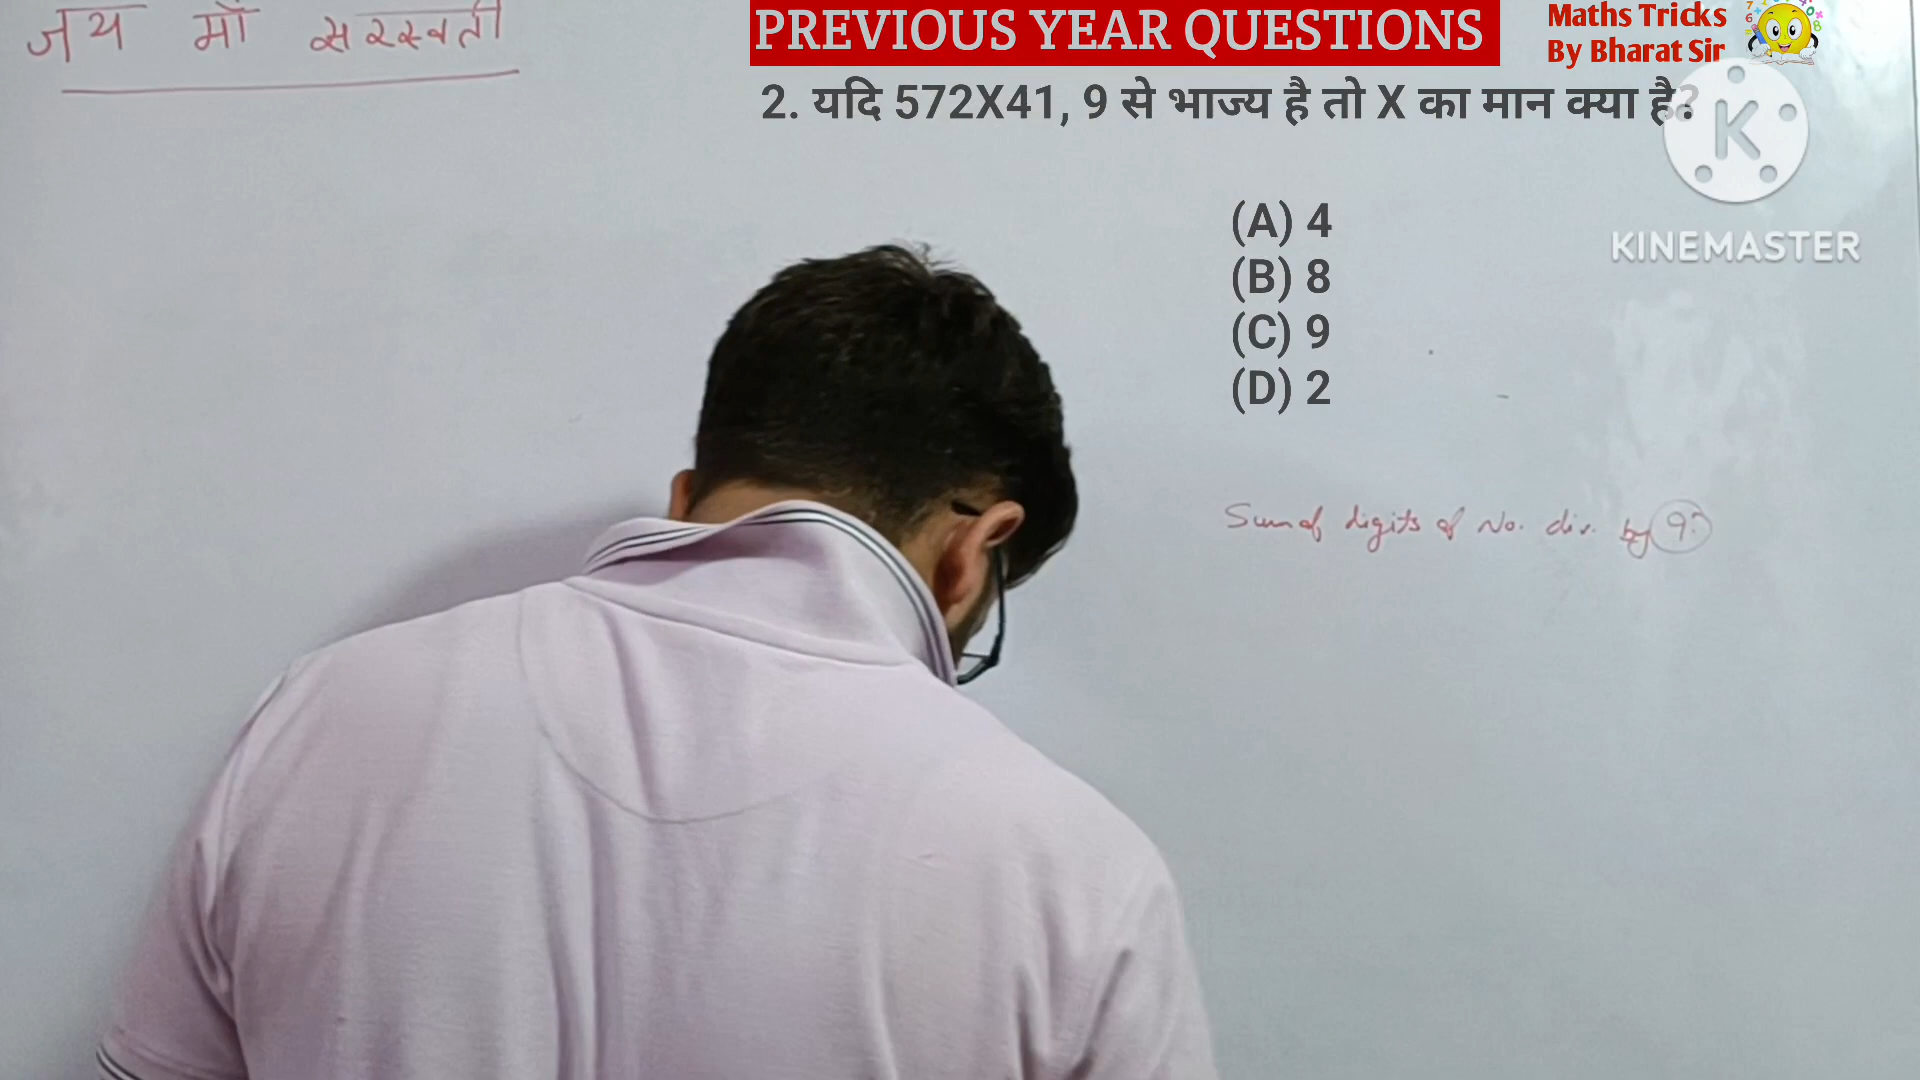 जय माँ सरस्वती
PREVIOUS YEAR QUESTIONS
Maths Tricks
By Bharat Sir
2. यदि 572X41, 9 से भाज्य है तो X का मान क्या है?
(A) 4
(B) 8
(C) 9
(D) 2
K
KINEMASTER
Sum of digits of No. div. by 9?